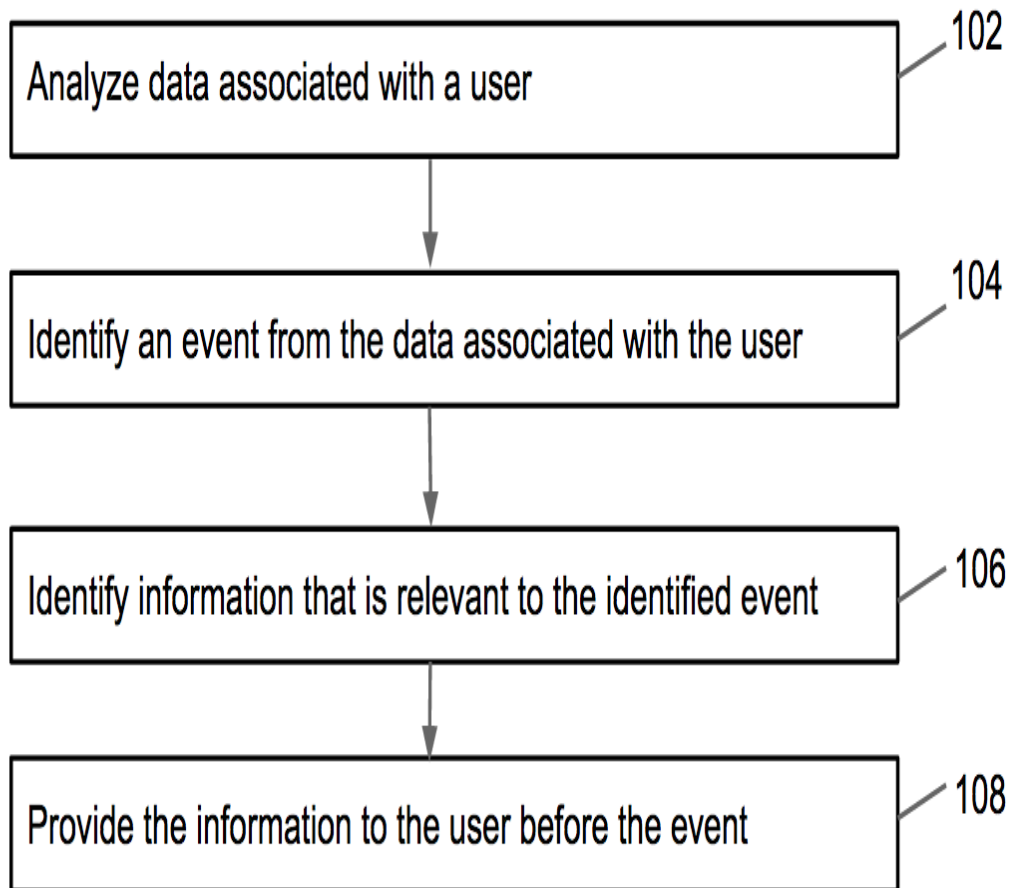 102
Analyze data associated with a user
104
Identify an event from the data associated with the user
106
Identify information that is relevant to the identified event
108
Provide the information to the user before the event